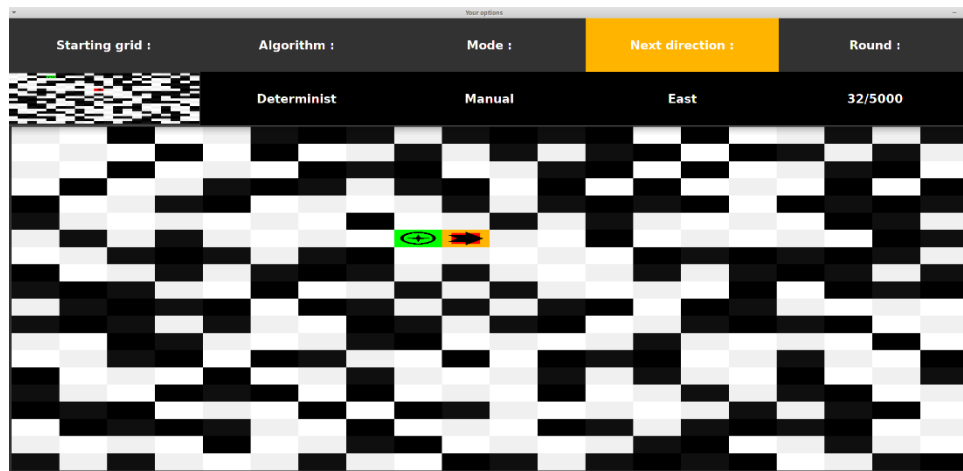 Your options
Starting grid : Algorithm : Mode : Next direction : Round :
Determinist Manual East 32/5000